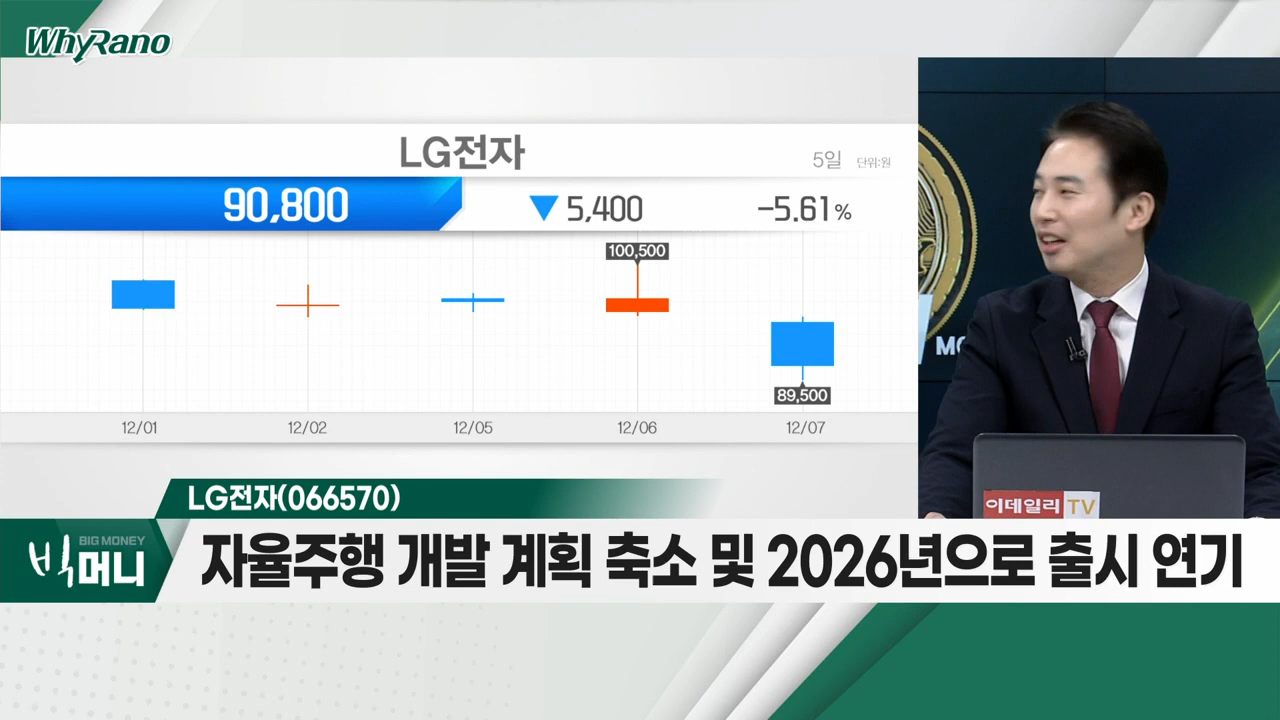 WhyRano
LG전자
5일 단위:원
90,800 ▼ 5,400 -5.61%
100,500
89,500
12/01 12/02 12/05 12/06 12/07
MO
이데일리 TV
LG전자(066570)
BIG MONEY
빅머니
자율주행 개발 계획 축소 및 2026년으로 출시 연기